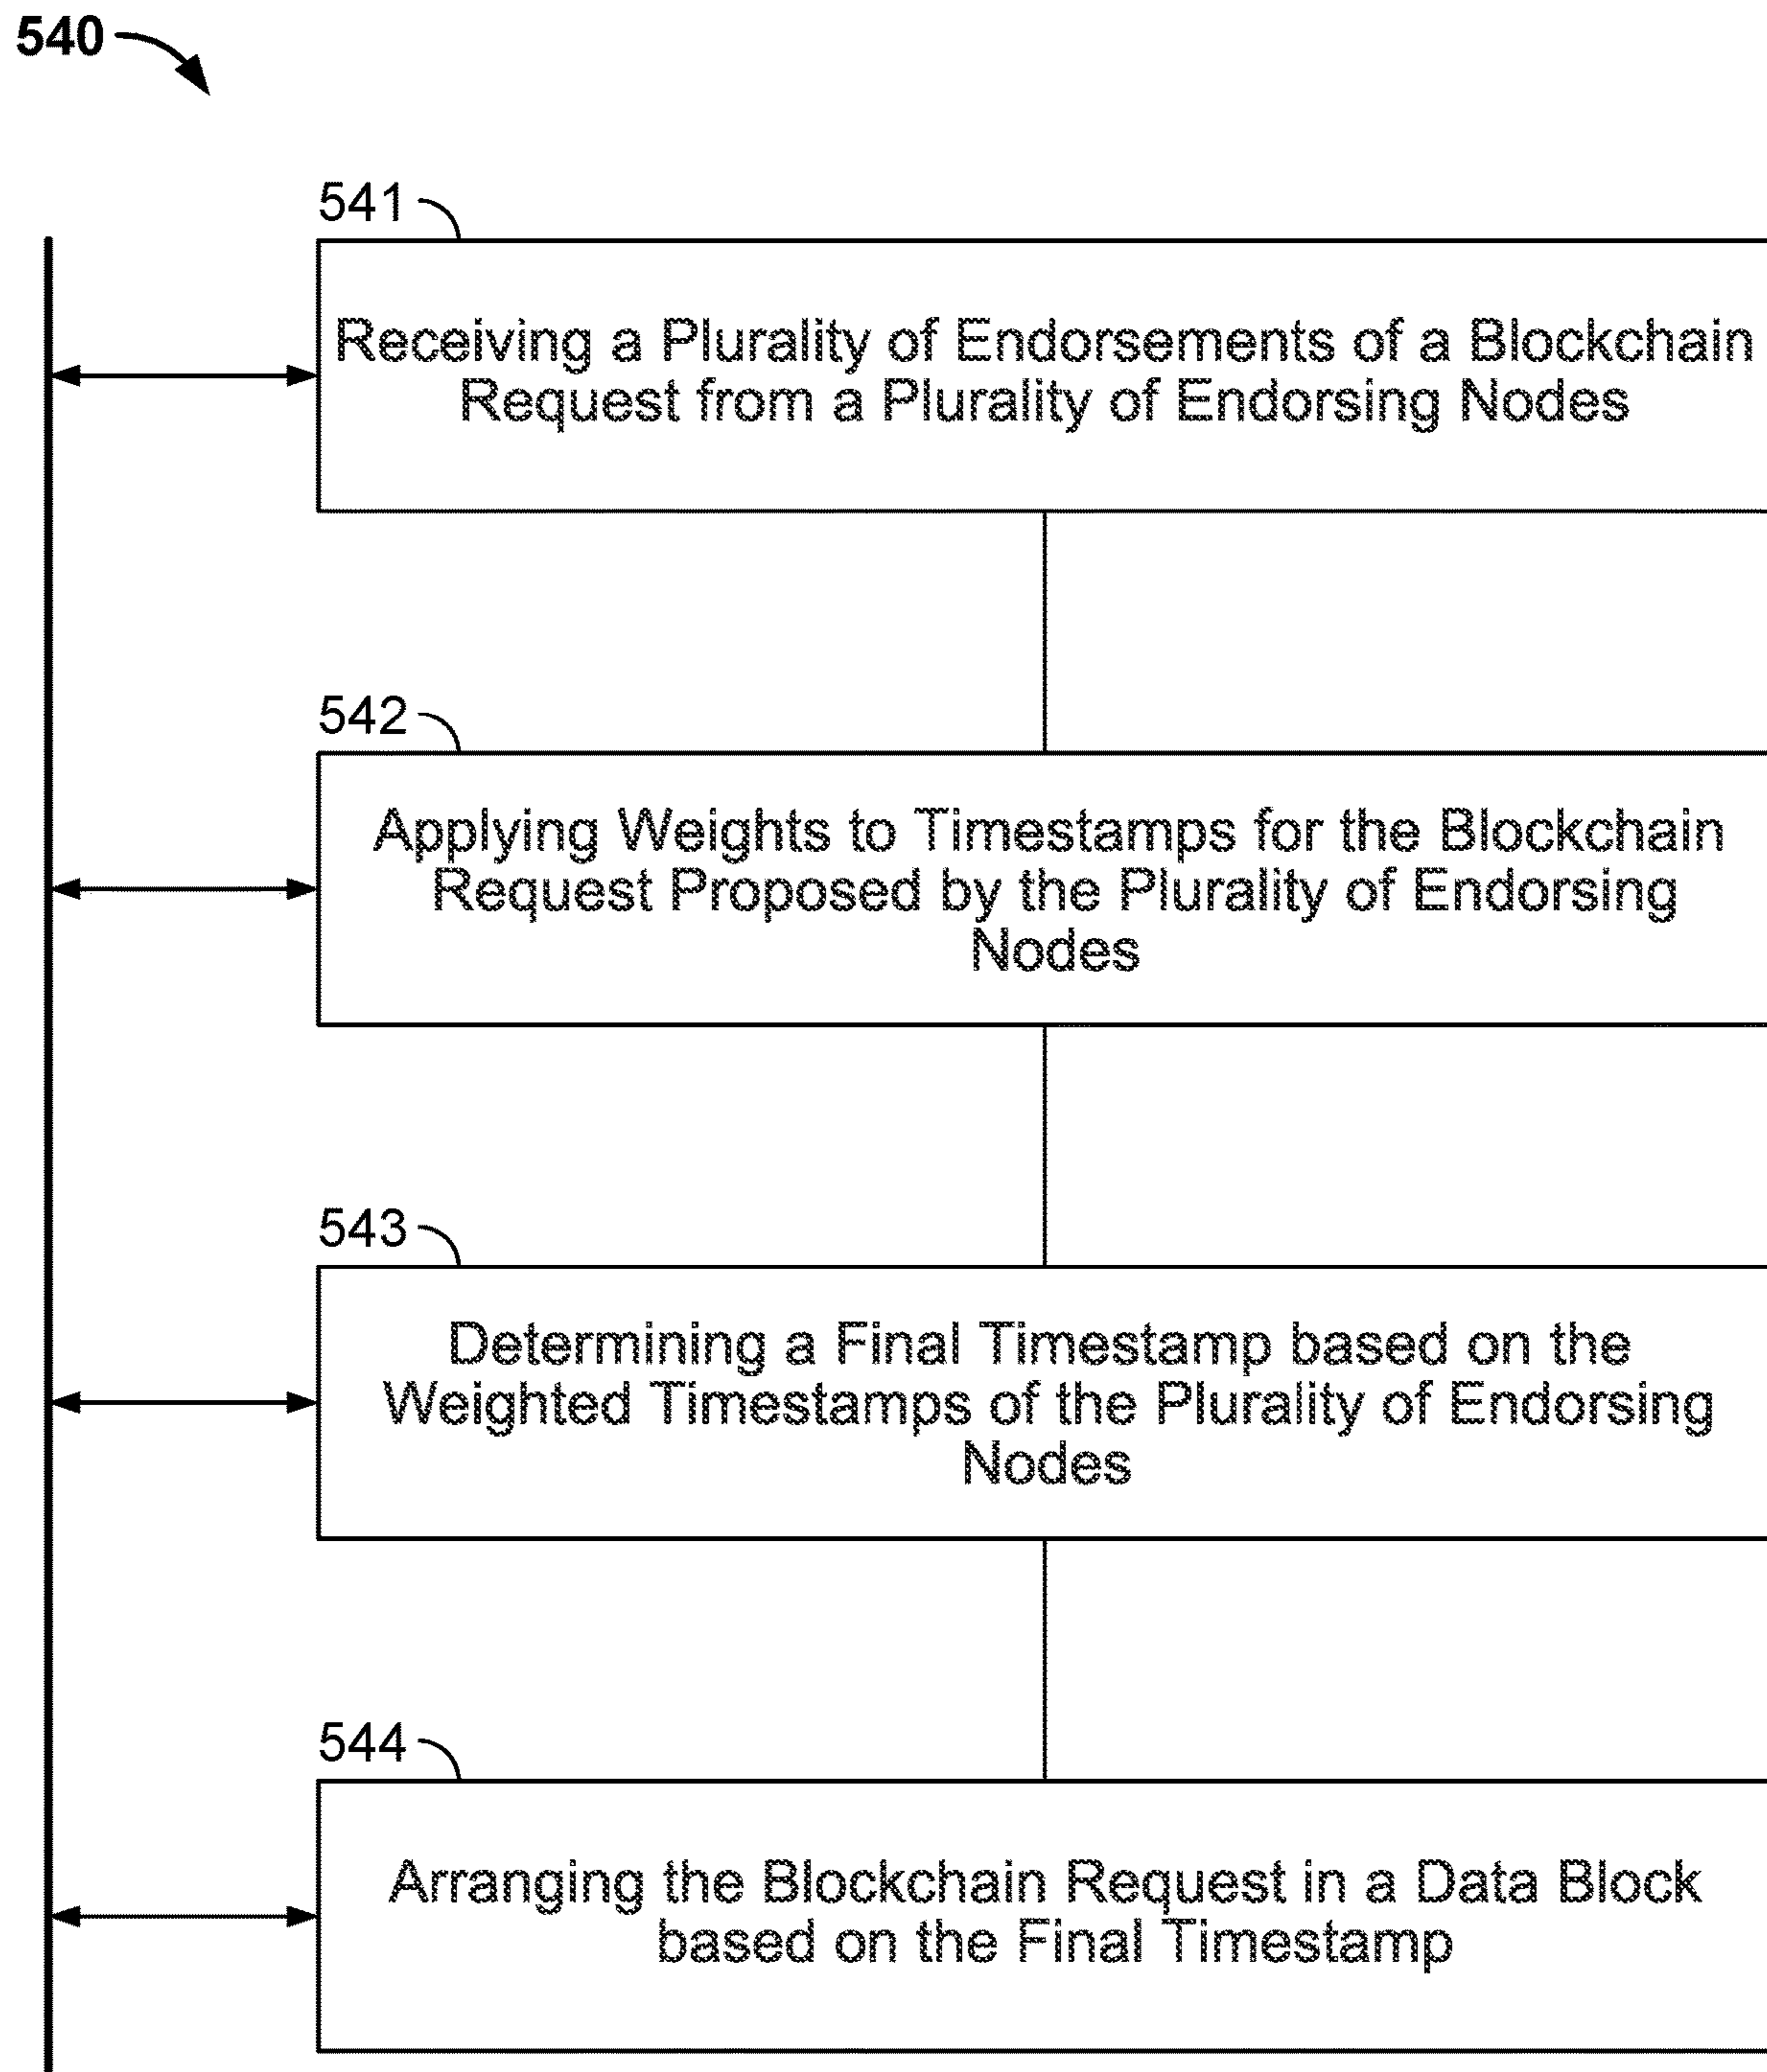 540
541
Receiving a Plurality of Endorsements of a Blockchain
Request from a Plurality of Endorsing Nodes
542
Applying Weights to Timestamps for the Blockchain
Request Proposed by the Plurality of Endorsing
Nodes
543
Determining a Final Timestamp based on the
Weighted Timestamps of the Plurality of Endorsing
Nodes
544
Arranging the Blockchain Request in a Data Block
based on the Final Timestamp